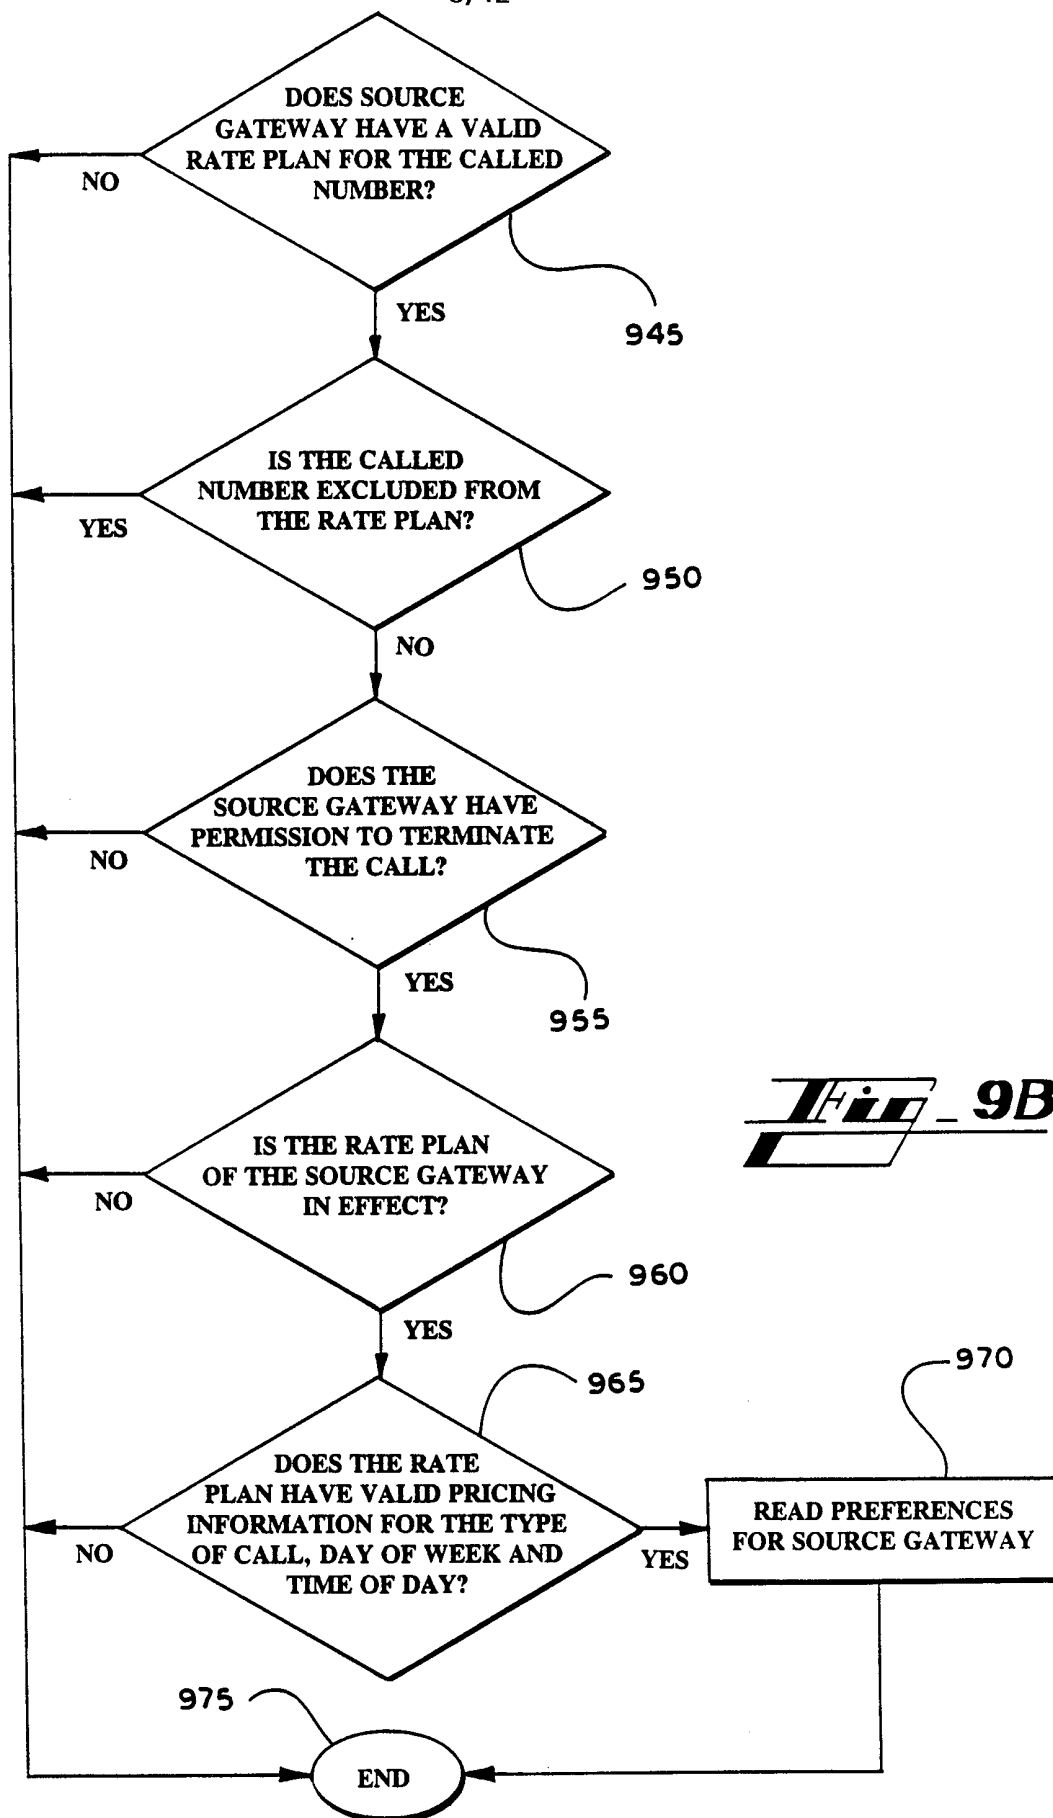 DOES SOURCE
GATEWAY HAVE A VALID
RATE PLAN FOR THE CALLED
NUMBER?
NO
YES
945
IS THE CALLED
NUMBER EXCLUDED FROM
THE RATE PLAN?
YES
950
NO
DOES THE
SOURCE GATEWAY HAVE
PERMISSION TO TERMINATE
THE CALL?
NO
YES
955
Fig_9B
IS THE RATE PLAN
OF THE SOURCE GATEWAY
IN EFFECT?
NO
960
YES
965
970
DOES THE RATE
PLAN HAVE VALID PRICING
INFORMATION FOR THE TYPE
OF CALL, DAY OF WEEK AND
TIME OF DAY?
NO
YES
READ PREFERENCES
FOR SOURCE GATEWAY
975
END